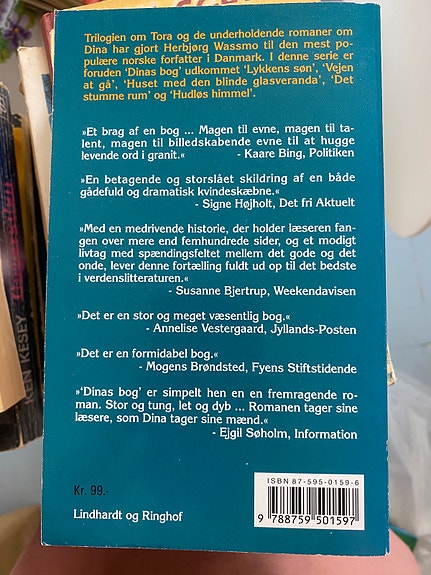 Trilogien om Tora og de underholdende romaner om
Dina har gjort Herbjørg Wassmo til den mest po-
pulære norske forfatter i Danmark. I denne serie er
foruden 'Dinas bog' udkommet 'Lykkens søn', 'Vejen
at gå', 'Huset med den blinde glasveranda', 'Det
stumme rum' og 'Hudløs himmel'.
»Et brag af en bog ... Magen til evne, magen til ta-
lent, magen til billedskabende evne til at hugge
levende ord i granit.«
- Kaare Bing, Politiken
»En betagende og storslået skildring af en både
gådefuld og dramatisk kvindeskæbne.«
- Signe Højholt, Det fri Aktuelt
»Med en medrivende historie, der holder læseren fan-
gen over mere end femhundrede sider, og et modigt
livtag med spændingsfeltet mellem det gode og det
onde, lever denne fortælling fuldt ud op til det bedste
i verdenslitteraturen.«
- Susanne Bjertrup, Weekendavisen
»Det er en stor og meget væsentlig bog.«
- Annelise Vestergaard, Jyllands-Posten
»Det er en formidabel bog.«
- Mogens Brøndsted, Fyens Stiftstidende
»'Dinas bog' er simpelt hen en en fremragende ro-
man. Stor og tung, let og dyb ... Romanen tager sine
læsere, som Dina tager sine mænd.«
- Ejgil Søholm, Information
Kr. 99.-
Lindhardt og Ringhof
ISBN 87-595-0159-6
9 788759 501597
KEN KESEY